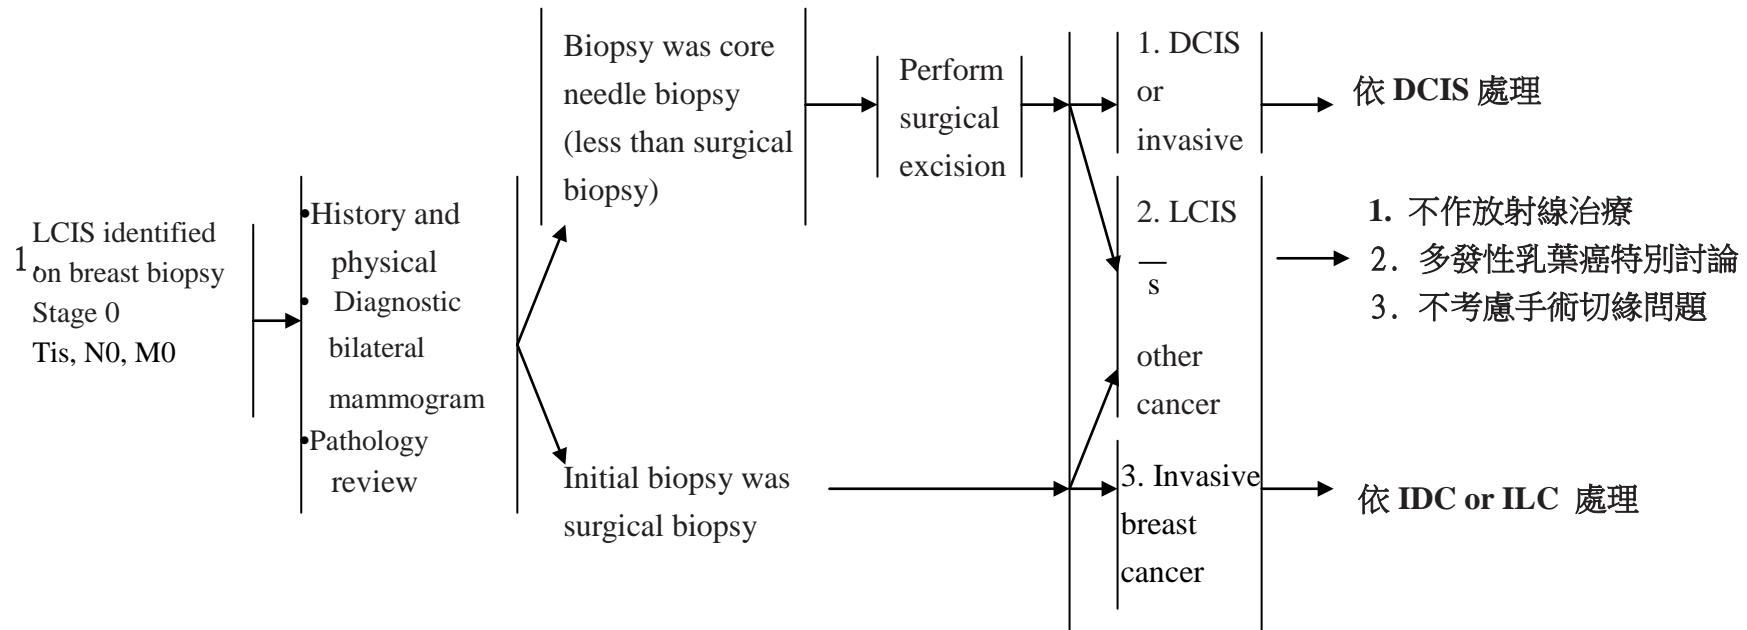 1.
LCIS identified
on breast biopsy
Stage 0
Tis, N0, M0
•History and
physical
• Diagnostic
bilateral
mammogram
•Pathology
review
Biopsy was core
needle biopsy
(less than surgical
biopsy)
Initial biopsy was
surgical biopsy
Perform
surgical
excision
1. DCIS
or
invasive
2. LCIS
s
other
cancer
3. Invasive
breast
cancer
依 DCIS 處理
1. 不作放射線治療
2. 多發性乳葉癌特別討論
3. 不考慮手術切緣問題
依 IDC or ILC 處理